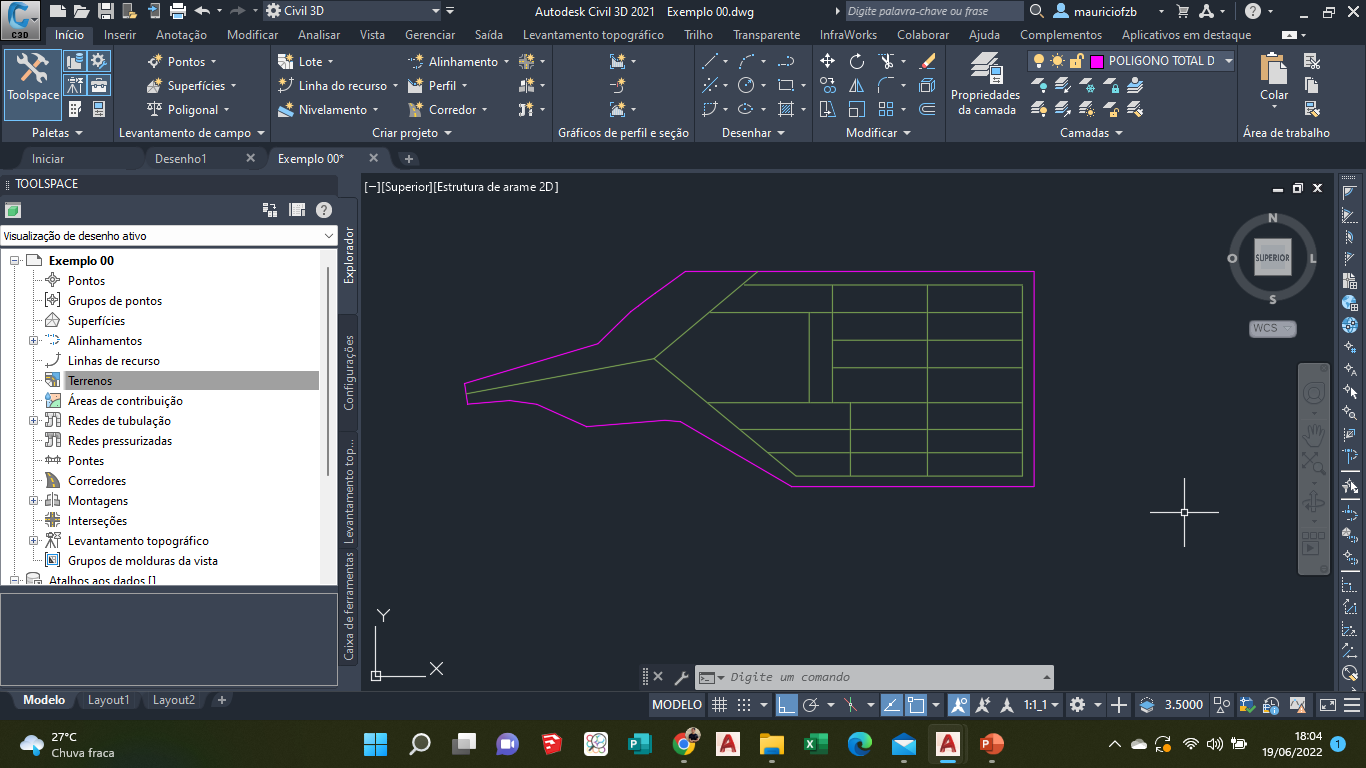 C3D
Civil 3D
Autodesk Civil 3D 2021 Exemplo 00.dwg
Digite palavra-chave ou frase
mauriciofzb
Início Inserir Anotação Modificar Analisar Vista Gerenciar Saída Levantamento topográfico Trilho Transparente InfraWorks Colaborar Ajuda Complementos Aplicativos em destaque
Toolspace
Pontos
Superfícies
Poligonal
Lote
Linha do recurso
Nivelamento
Alinhamento
Perfil
Corredor
Propriedades
da camada
POLIGONO TOTAL D
Colar
Paletas
Levantamento de campo
Criar projeto
Gráficos de perfil e seção
Desenhar
Modificar
Camadas
Área de trabalho
Iniciar
Desenho1
Exemplo 00*
TOOLSPACE
Visualização de desenho ativo
Exemplo 00
Pontos
Grupos de pontos
Superfícies
Alinhamentos
Linhas de recurso
Terrenos
Áreas de contribuição
Redes de tubulação
Redes pressurizadas
Pontes
Corredores
Montagens
Interseções
Levantamento topográfico
Grupos de molduras da vista
Atalhos aos dados []
Explorador
Configurações
Levantamento top...
Caixa de ferramentas
[−][Superior][Estrutura de arame 2D]
N
O
SUPERIOR
L
S
WCS
Y
X
Digite um comando
Modelo Layout1 Layout2
MODELO
1:1_1
3.5000
27°C
Chuva fraca
18:04
19/06/2022
1